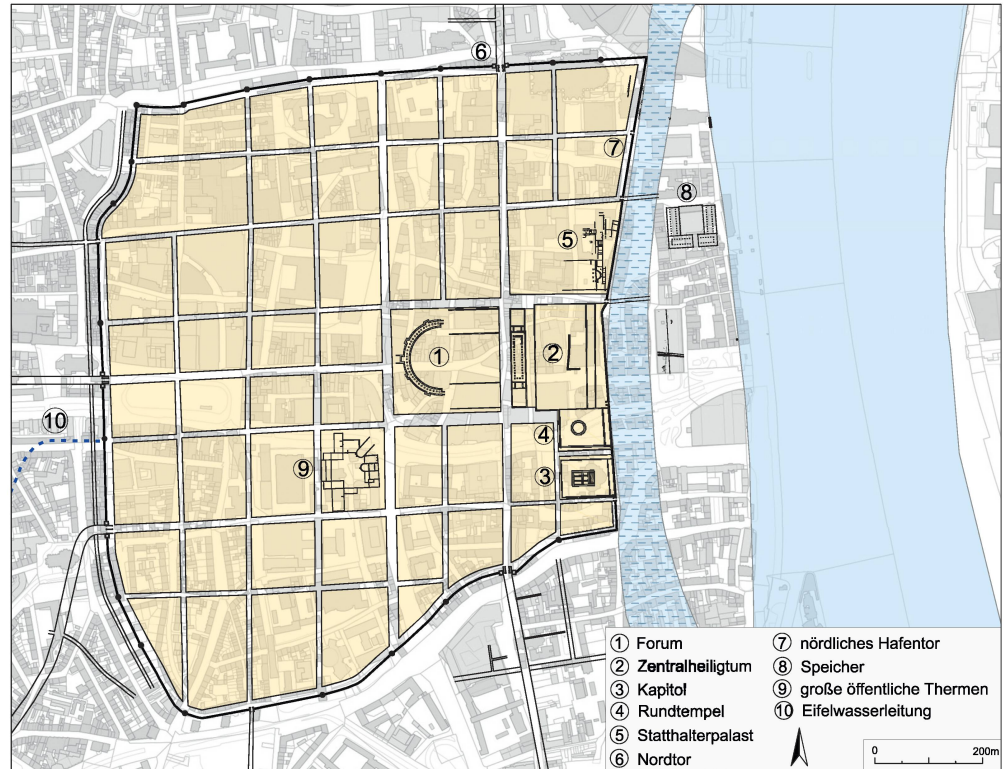 ⑥
⑦
⑧
⑤
①
②
⑩
④
⑨
③
① Forum
② Zentralheiligtum
③ Kapitol
④ Rundtempel
⑤ Statthalterpalast
⑥ Nordtor
⑦ nördliches Hafentor
⑧ Speicher
⑨ große öffentliche Thermen
⑩ Eifelwasserleitung
0 200m